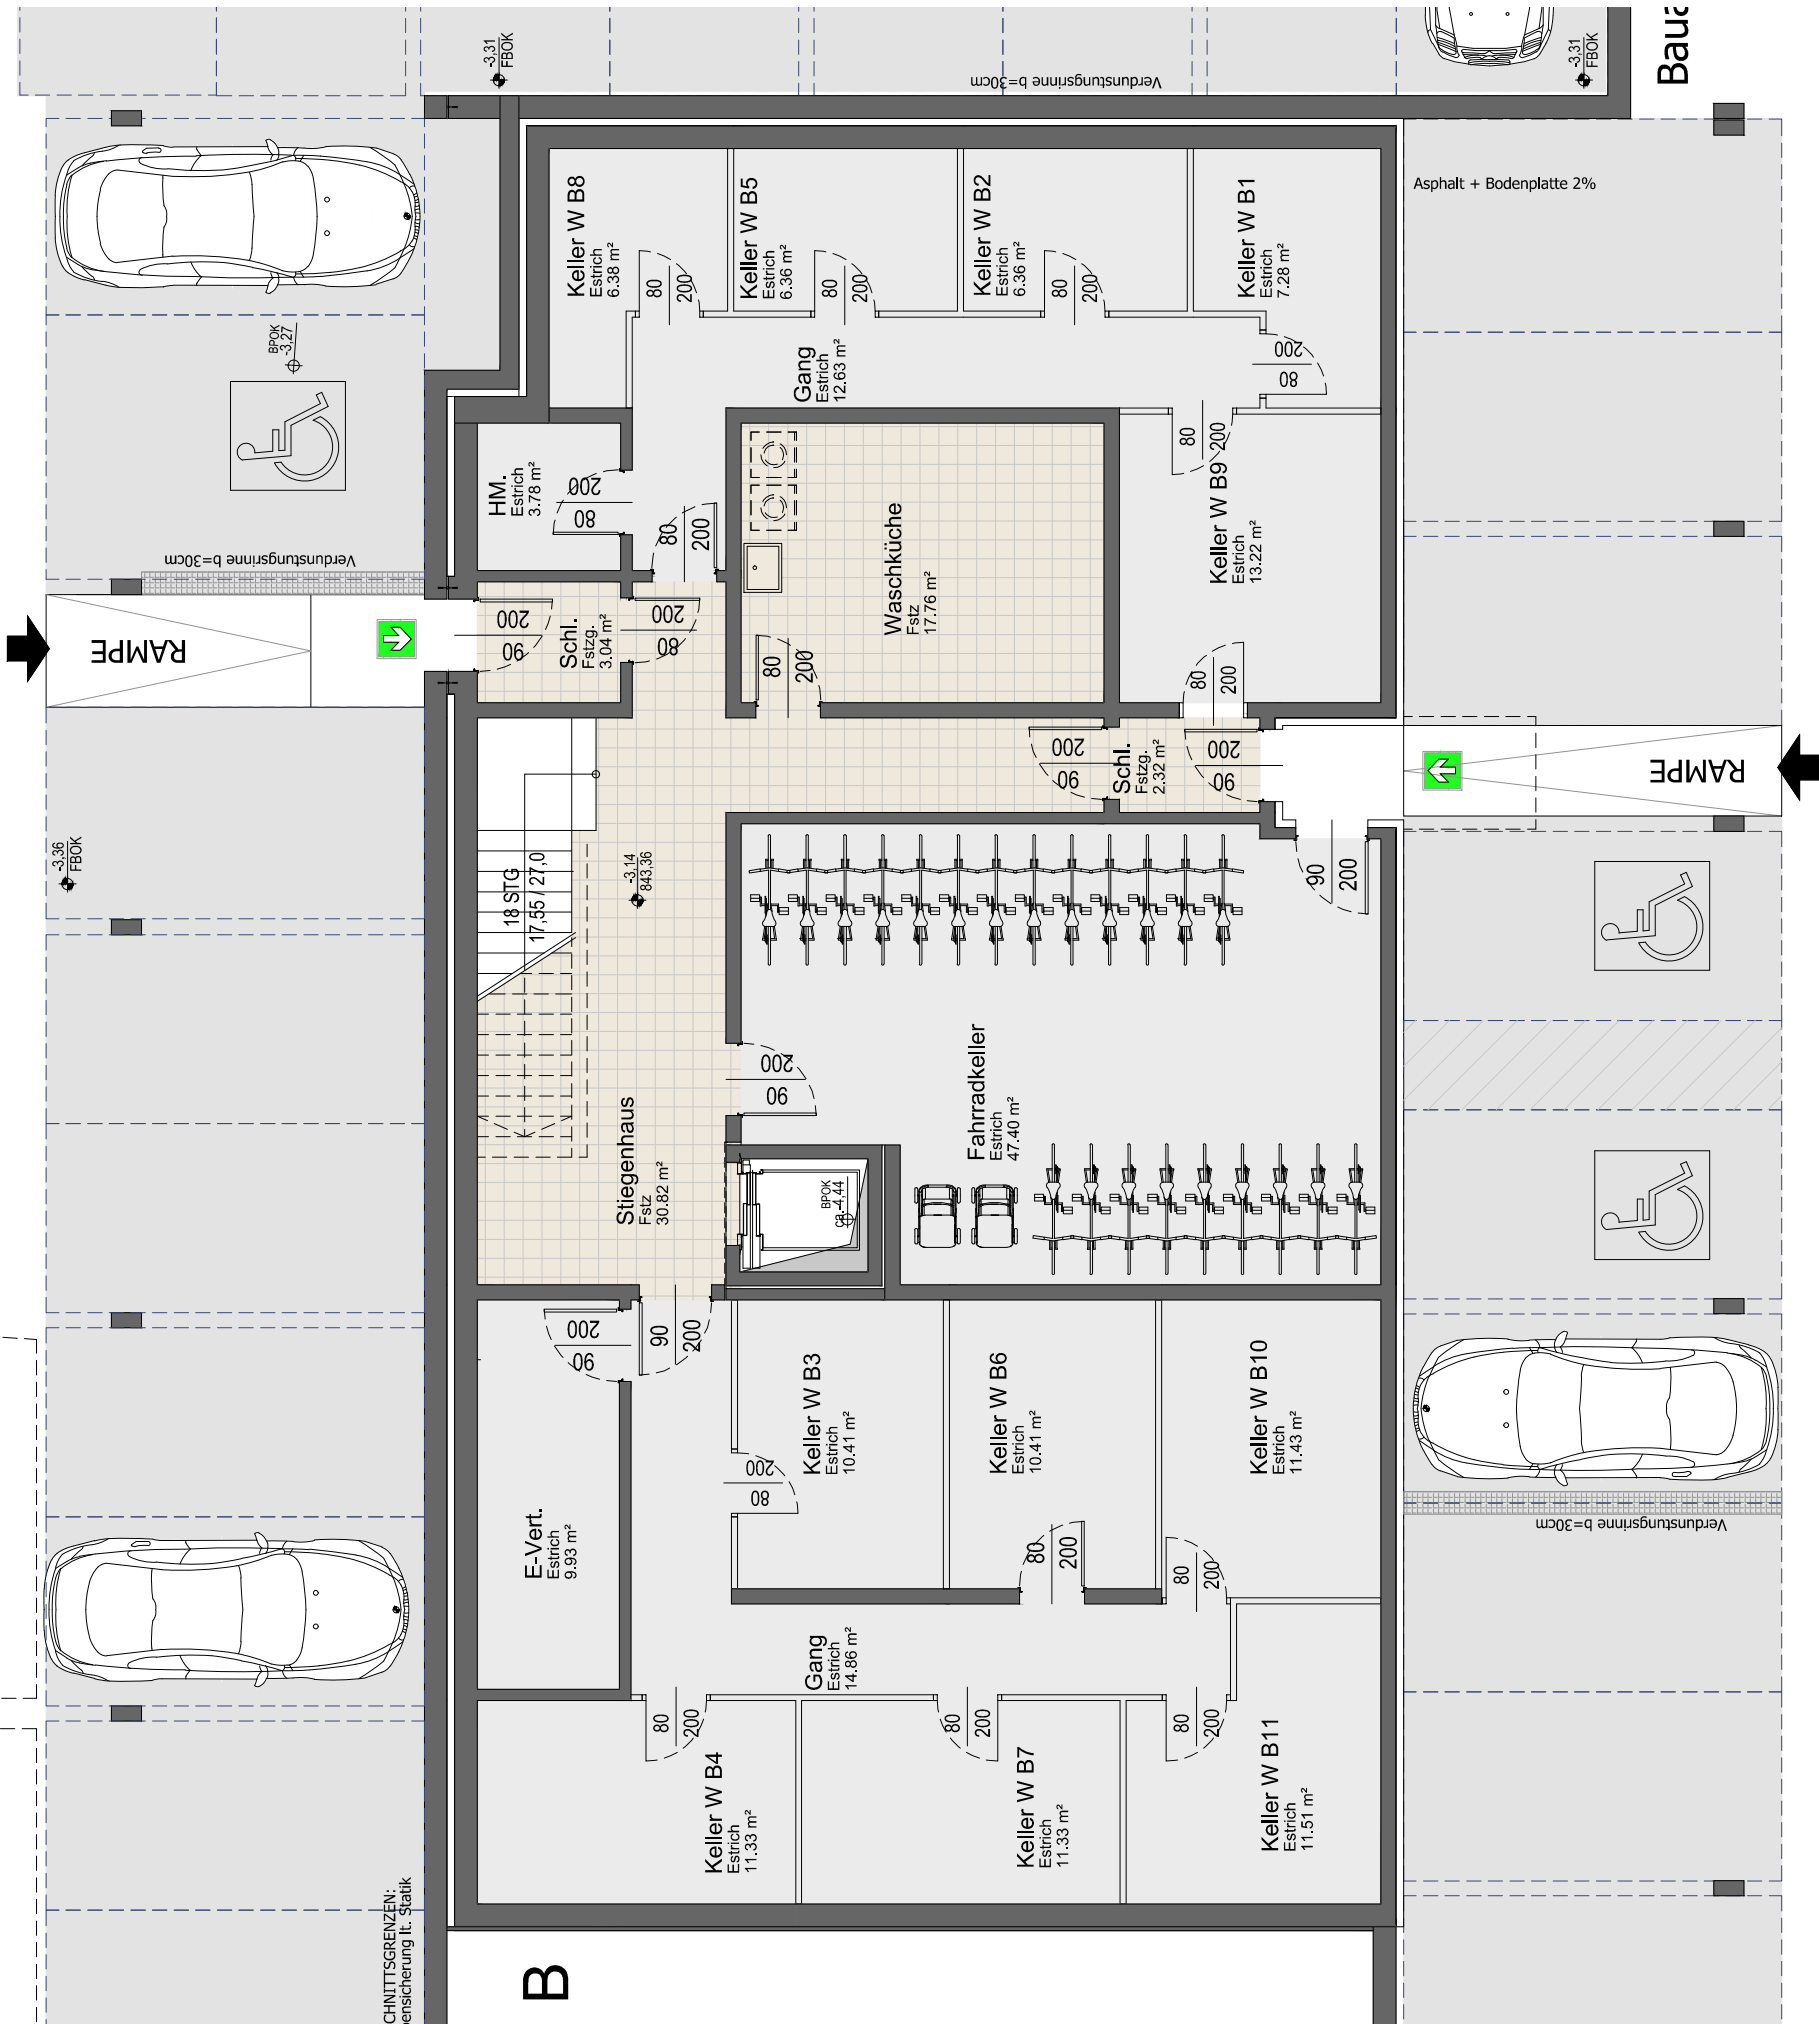 -3,31
FBOK
Verdunstungsrinne b=30cm
-3,31
FBOK
Asphalt + Bodenplatte 2%
BPOK
-3,27
Keller W B8
Estrich
6.38 m²
80
200
Keller W B5
Estrich
6.36 m²
80
200
Keller W B2
Estrich
6.36 m²
80
200
Keller W B1
Estrich
7.28 m²
80
200
Gang
Estrich
12.63 m²
HM.
Estrich
3.78 m²
80
200
80
200
Waschküche
Fstz
17.76 m²
80
200
Keller W B9
Estrich
13.22 m²
80
200
80
200
Verdunstungsrinne b=30cm
RAMPE
90
200
Schl.
Fstzg.
3.04 m²
80
200
90
200
Schl.
Fstzg.
2.32 m²
90
200
RAMPE
-3,36
FBOK
18 STG
17,55 / 27,0
-3,14
843,36
90
200
Stiegenhaus
Fstz
30.82 m²
90
200
BPOK
ca.-4,44
Fahrradkeller
Estrich
47.40 m²
90
200
90
200
E-Vert.
Estrich
9.93 m²
Keller W B3
Estrich
10.41 m²
80
200
Keller W B6
Estrich
10.41 m²
80
200
Keller W B10
Estrich
11.43 m²
80
200
Verdunstungsrinne b=30cm
Gang
Estrich
14.86 m²
Keller W B4
Estrich
11.33 m²
80
200
Keller W B7
Estrich
11.33 m²
80
200
Keller W B11
Estrich
11.51 m²
80
200
CHNITTSGRENZEN:
ensicherung lt. Statik
B